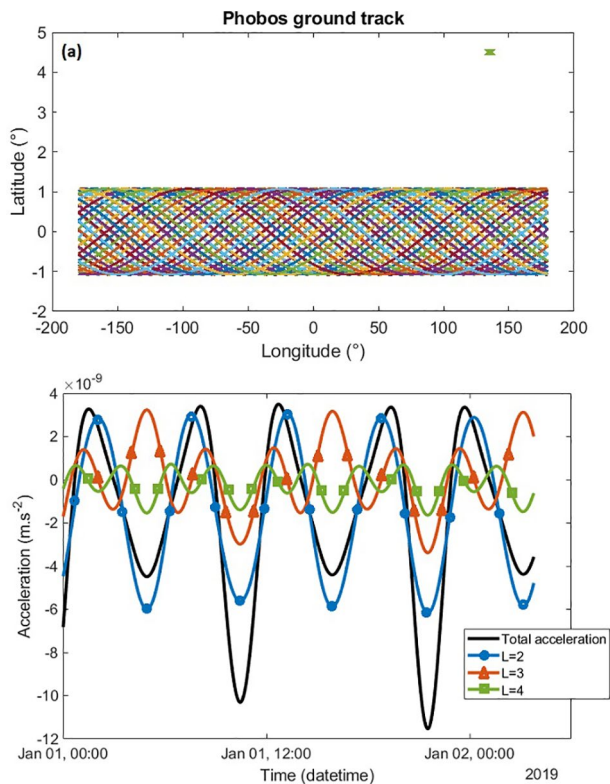 Phobos ground track
(a)
5
4
3
2
1
0
-1
-2
Latitude (°)
-200 -150 -100 -50 0 50 100 150 200
Longitude (°)
×10⁻⁹
4
2
0
-2
-4
-6
-8
-10
-12
Acceleration (m.s⁻²)
Total acceleration
L=2
L=3
L=4
Jan 01, 00:00 Jan 01, 12:00 Jan 02, 00:00
Time (datetime) 2019